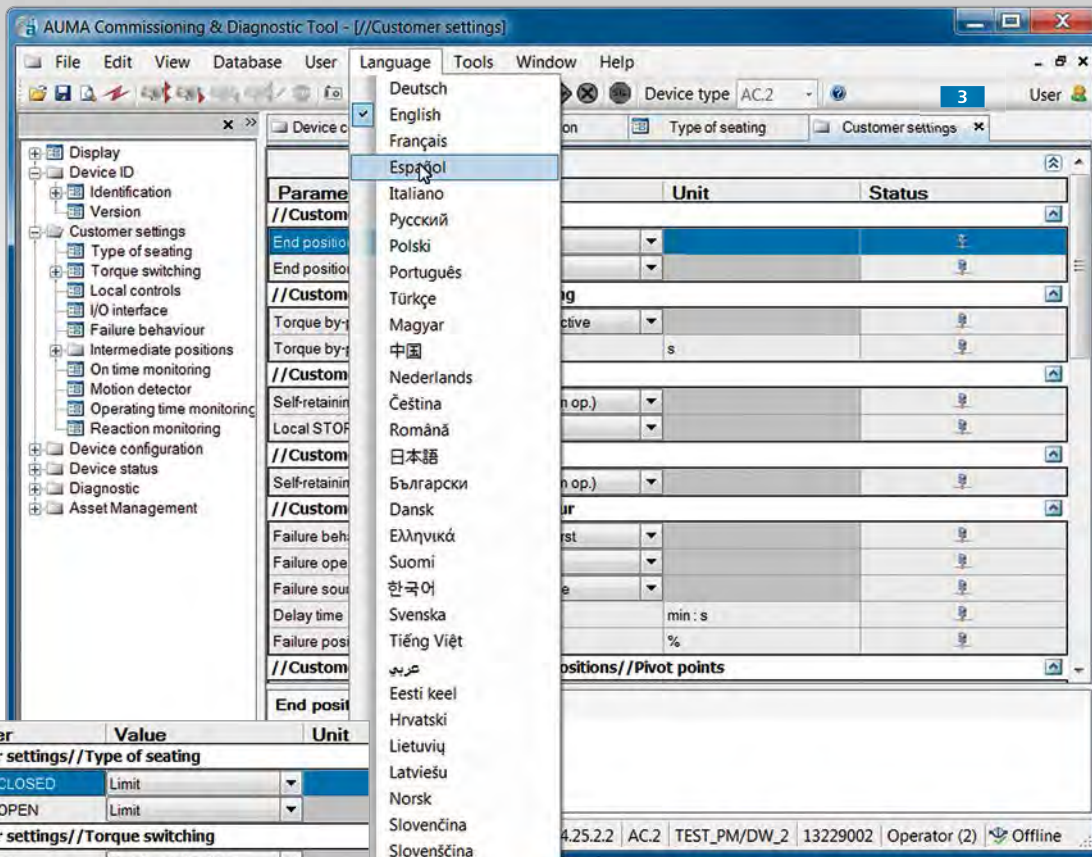 AUMA Commissioning & Diagnostic Tool - [//Customer settings]
File Edit View Database User Language Tools Window Help
Device type AC.2 3 User
Type of seating Customer settings
Display
Device ID
Identification
Version
Customer settings
Type of seating
Torque switching
Local controls
I/O interface
Failure behaviour
Intermediate positions
On time monitoring
Motion detector
Operating time monitoring
Reaction monitoring
Device configuration
Device status
Diagnostic
Asset Management
Deutsch
English
Français
Español
Italiano
Русский
Polski
Português
Türkçe
Magyar
中国
Nederlands
Čeština
Română
日本語
Български
Dansk
Ελληνικά
Suomi
한국어
Svenska
Tiếng Việt
عربي
Eesti keel
Hrvatski
Lietuvių
Latviešu
Norsk
Slovenčina
Slovenščina
Parame Unit Status
//Custom
End position
End position
//Custom ng
Torque by-p ctive
Torque by-p s
//Custom
Self-retainin n op.)
Local STOP
//Custom
Self-retainin n op.)
//Custom ur
Failure beha rst
Failure ope
Failure sour e
Delay time min : s
Failure posi %
//Custom ositions//Pivot points
End posit
er Value Unit
r settings//Type of seating
CLOSED Limit
OPEN Limit
r settings//Torque switching
4.25.2.2 AC.2 TEST_PM/DW_2 13229002 Operator (2) Offline